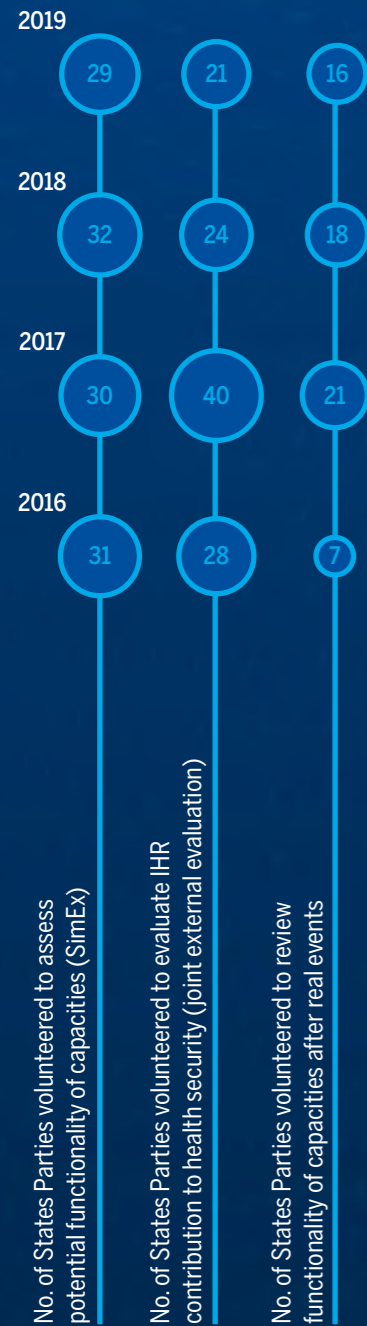 2019
29 21 16
2018
32 24 18
2017
30 40 21
2016
31 28 7
No. of States Parties volunteered to assess
potential functionality of capacities (SimEx)
No. of States Parties volunteered to evaluate IHR
contribution to health security (joint external evaluation)
No. of States Parties volunteered to review
functionality of capacities after real events